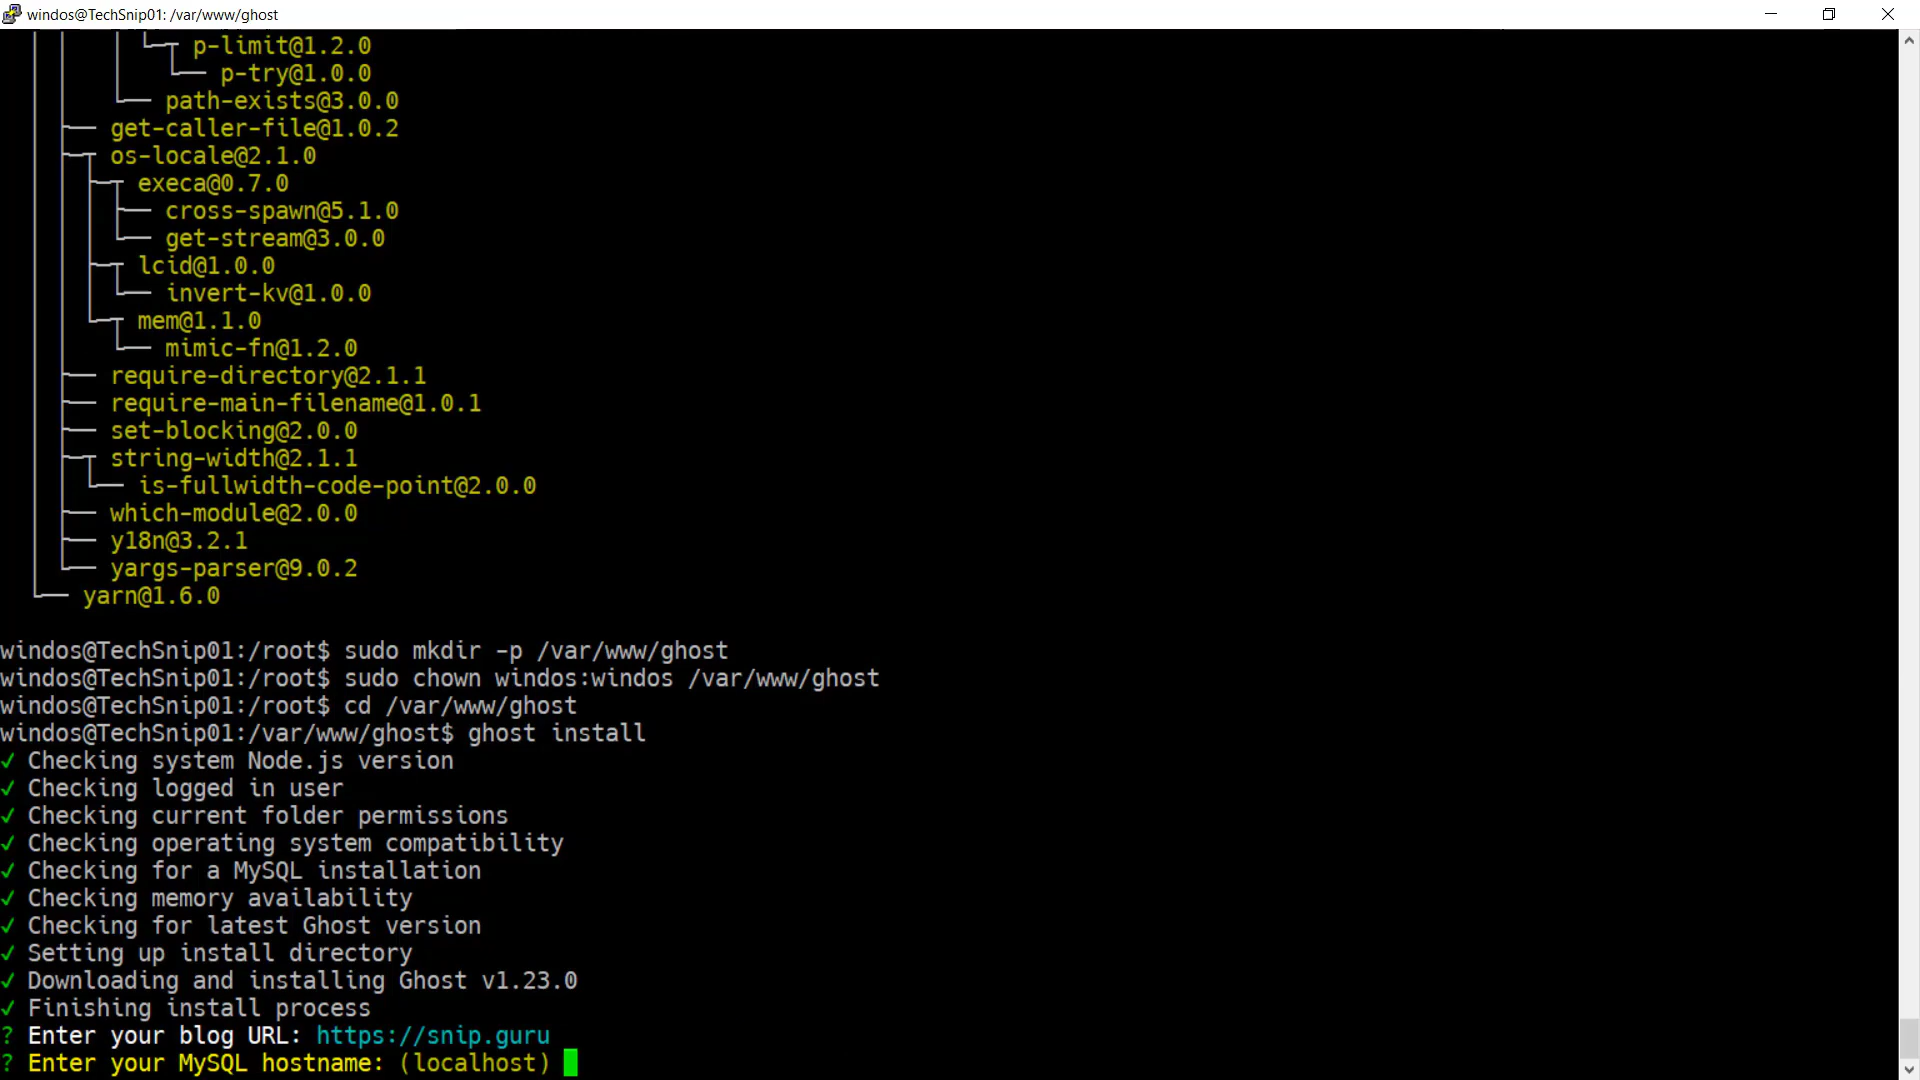 windos@TechSnip01: /var/www/ghost
p-limit@1.2.0
p-try@1.0.0
path-exists@3.0.0
get-caller-file@1.0.2
os-locale@2.1.0
execa@0.7.0
cross-spawn@5.1.0
get-stream@3.0.0
lcid@1.0.0
invert-kv@1.0.0
mem@1.1.0
mimic-fn@1.2.0
require-directory@2.1.1
require-main-filename@1.0.1
set-blocking@2.0.0
string-width@2.1.1
is-fullwidth-code-point@2.0.0
which-module@2.0.0
y18n@3.2.1
yargs-parser@9.0.2
yarn@1.6.0
windos@TechSnip01:/root$ sudo mkdir -p /var/www/ghost
windos@TechSnip01:/root$ sudo chown windos:windos /var/www/ghost
windos@TechSnip01:/root$ cd /var/www/ghost
windos@TechSnip01:/var/www/ghost$ ghost install
✓ Checking system Node.js version
✓ Checking logged in user
✓ Checking current folder permissions
✓ Checking operating system compatibility
✓ Checking for a MySQL installation
✓ Checking memory availability
✓ Checking for latest Ghost version
✓ Setting up install directory
✓ Downloading and installing Ghost v1.23.0
✓ Finishing install process
? Enter your blog URL: https://snip.guru
? Enter your MySQL hostname: (localhost)